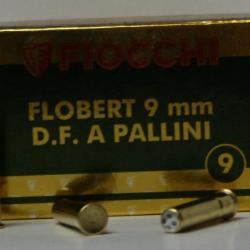 FIOCCHI
FLOBERT 9 mm
D.F. A PALLINI
9